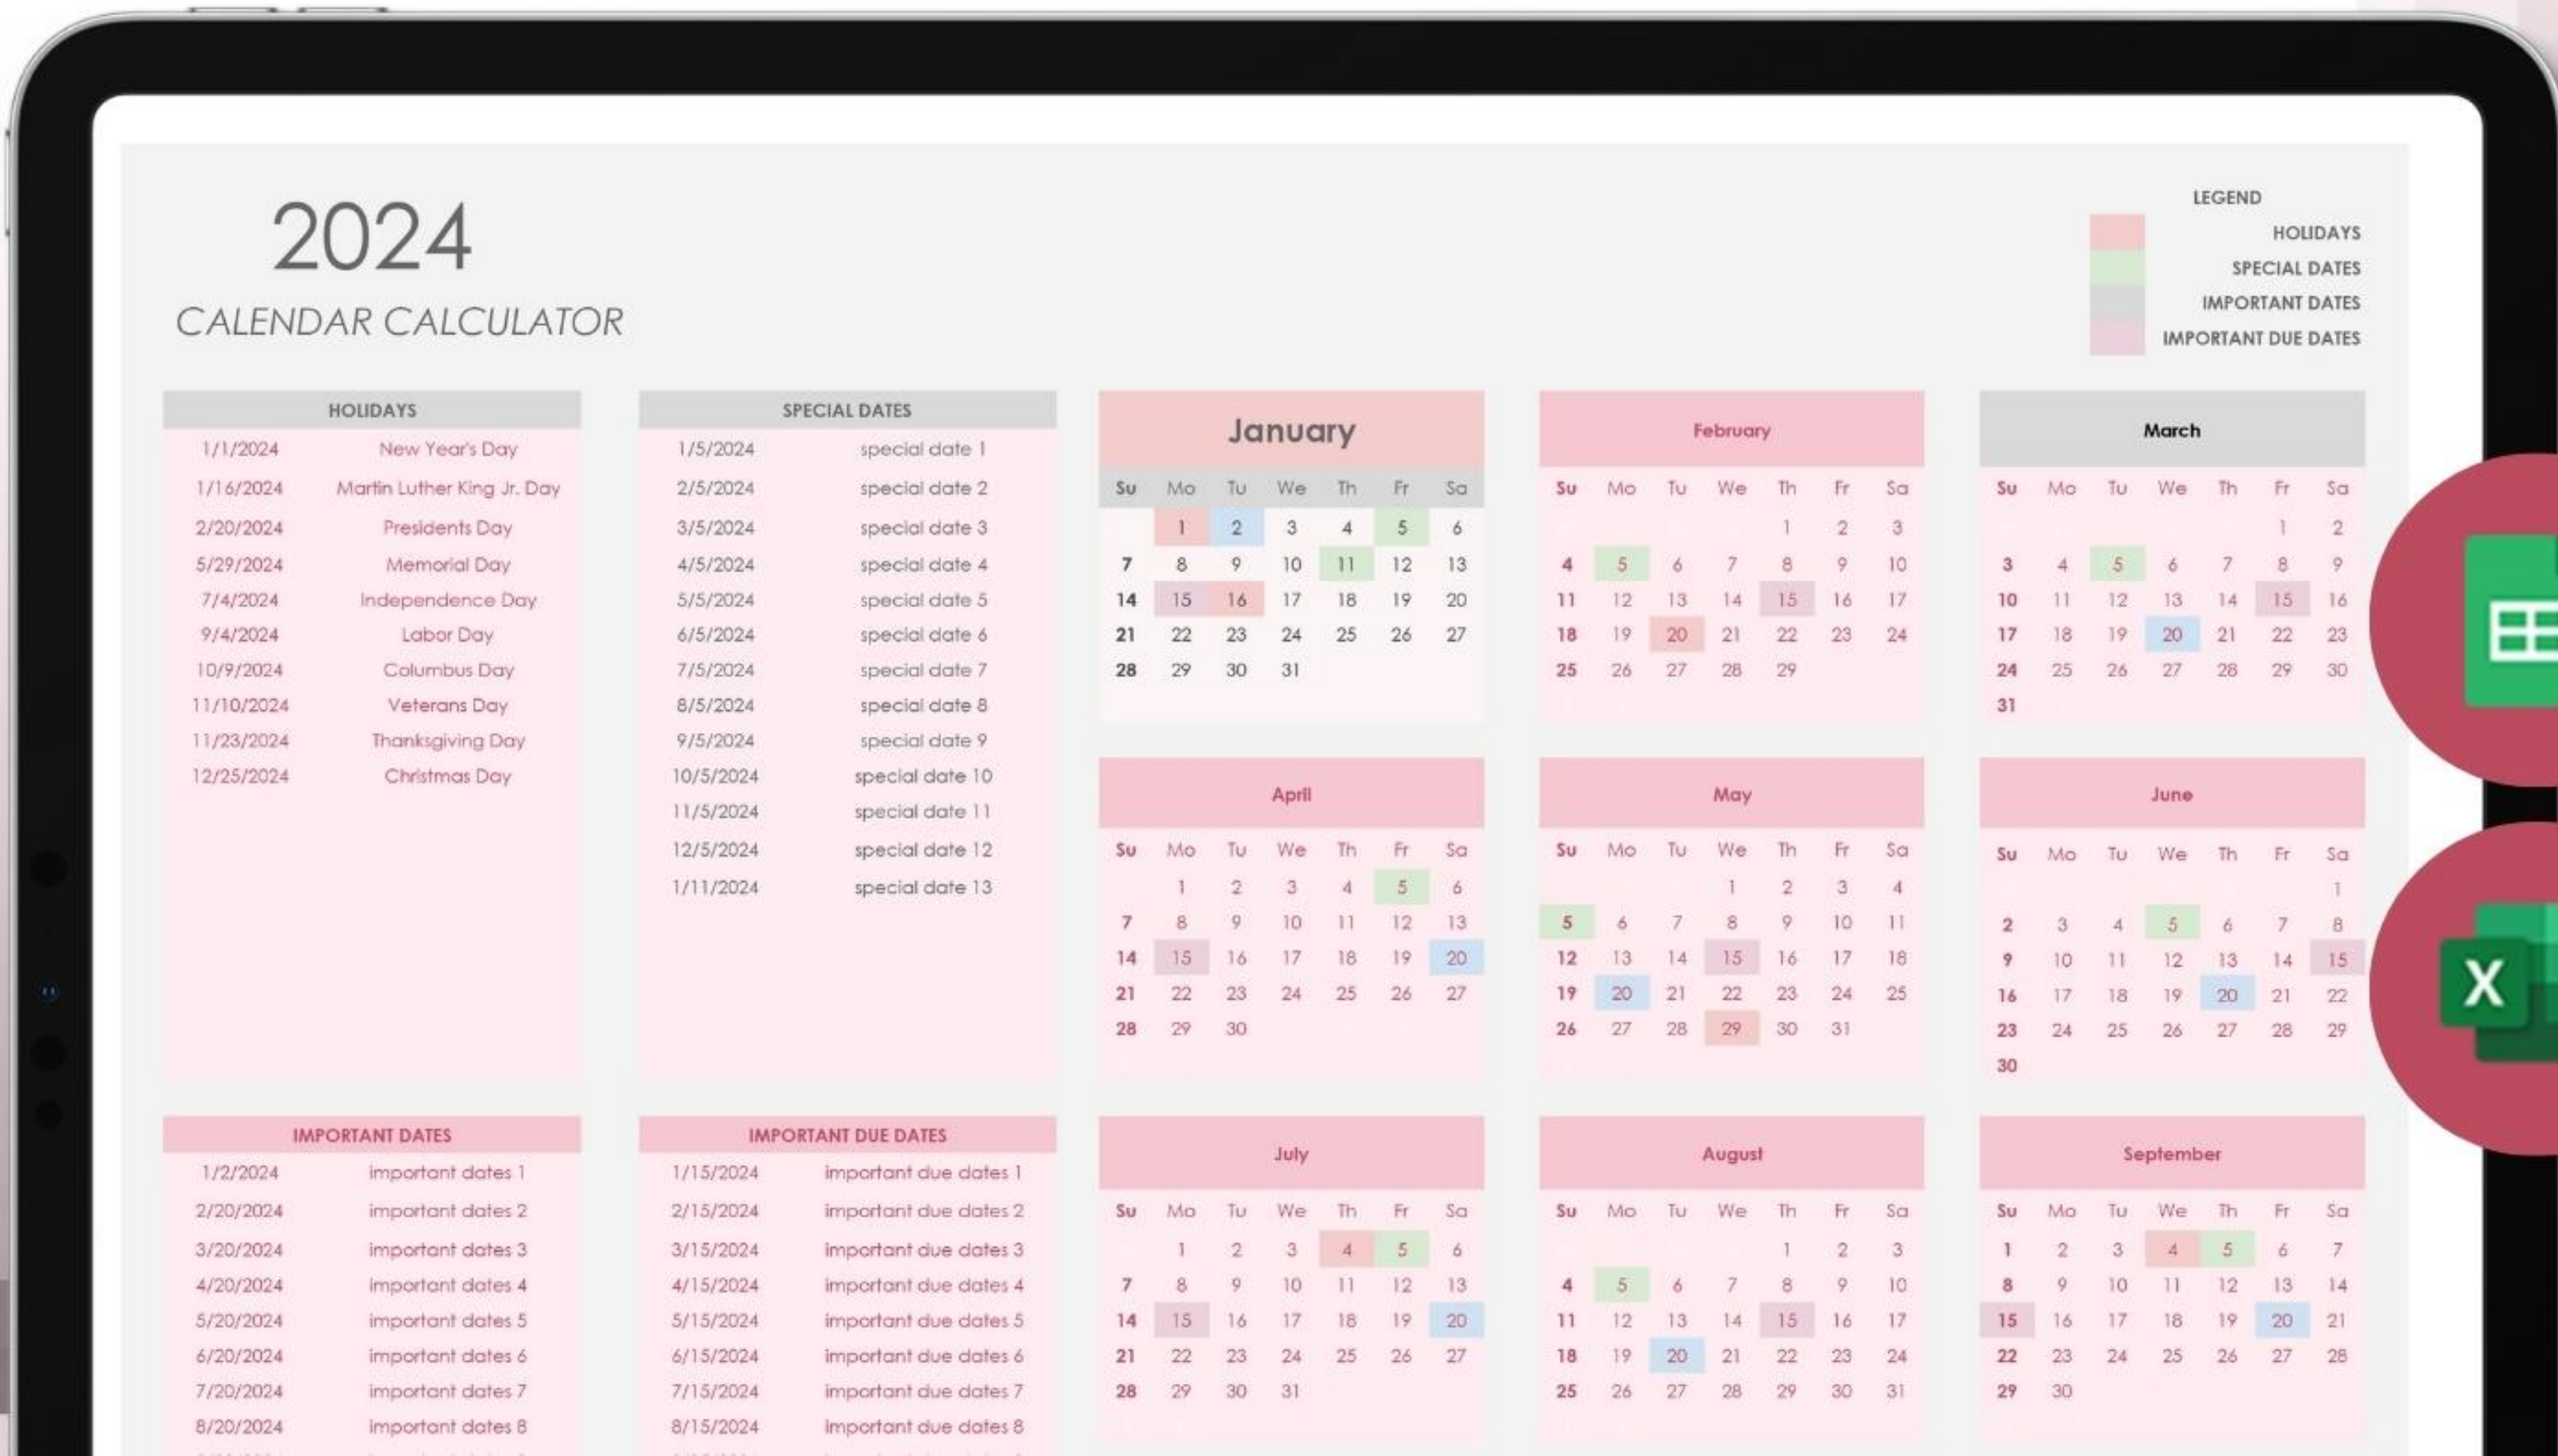 2024
CALENDAR CALCULATOR
LEGEND
HOLIDAYS
SPECIAL DATES
IMPORTANT DATES
IMPORTANT DUE DATES
HOLIDAYS
1/1/2024 New Year's Day
1/16/2024 Martin Luther King Jr. Day
2/20/2024 Presidents Day
5/29/2024 Memorial Day
7/4/2024 Independence Day
9/4/2024 Labor Day
10/9/2024 Columbus Day
11/10/2024 Veterans Day
11/23/2024 Thanksgiving Day
12/25/2024 Christmas Day
SPECIAL DATES
1/5/2024 special date 1
2/5/2024 special date 2
3/5/2024 special date 3
4/5/2024 special date 4
5/5/2024 special date 5
6/5/2024 special date 6
7/5/2024 special date 7
8/5/2024 special date 8
9/5/2024 special date 9
10/5/2024 special date 10
11/5/2024 special date 11
12/5/2024 special date 12
1/11/2024 special date 13
January
Su Mo Tu We Th Fr Sa
1 2 3 4 5 6
7 8 9 10 11 12 13
14 15 16 17 18 19 20
21 22 23 24 25 26 27
28 29 30 31
February
Su Mo Tu We Th Fr Sa
1 2 3
4 5 6 7 8 9 10
11 12 13 14 15 16 17
18 19 20 21 22 23 24
25 26 27 28 29
March
Su Mo Tu We Th Fr Sa
1 2
3 4 5 6 7 8 9
10 11 12 13 14 15 16
17 18 19 20 21 22 23
24 25 26 27 28 29 30
31
April
Su Mo Tu We Th Fr Sa
1 2 3 4 5 6
7 8 9 10 11 12 13
14 15 16 17 18 19 20
21 22 23 24 25 26 27
28 29 30
May
Su Mo Tu We Th Fr Sa
1 2 3 4
5 6 7 8 9 10 11
12 13 14 15 16 17 18
19 20 21 22 23 24 25
26 27 28 29 30 31
June
Su Mo Tu We Th Fr Sa
1
2 3 4 5 6 7 8
9 10 11 12 13 14 15
16 17 18 19 20 21 22
23 24 25 26 27 28 29
30
X
IMPORTANT DATES
1/2/2024 important dates 1
2/20/2024 important dates 2
3/20/2024 important dates 3
4/20/2024 important dates 4
5/20/2024 important dates 5
6/20/2024 important dates 6
7/20/2024 important dates 7
8/20/2024 important dates 8
IMPORTANT DUE DATES
1/15/2024 important due dates 1
2/15/2024 important due dates 2
3/15/2024 important due dates 3
4/15/2024 important due dates 4
5/15/2024 important due dates 5
6/15/2024 important due dates 6
7/15/2024 important due dates 7
8/15/2024 important due dates 8
July
Su Mo Tu We Th Fr Sa
1 2 3 4 5 6
7 8 9 10 11 12 13
14 15 16 17 18 19 20
21 22 23 24 25 26 27
28 29 30 31
August
Su Mo Tu We Th Fr Sa
1 2 3
4 5 6 7 8 9 10
11 12 13 14 15 16 17
18 19 20 21 22 23 24
25 26 27 28 29 30 31
September
Su Mo Tu We Th Fr Sa
1 2 3 4 5 6 7
8 9 10 11 12 13 14
15 16 17 18 19 20 21
22 23 24 25 26 27 28
29 30